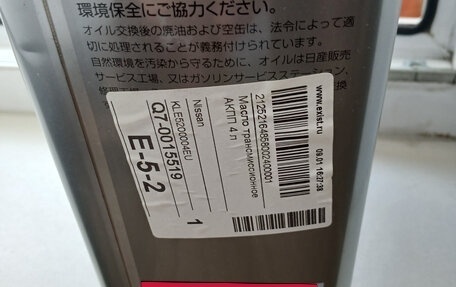 環境保全にご協力ください。
オイル交換後の廃油および空缶は、法令によって適
切に処理されることが義務付けられています。
自然環境を汚染から守るために、オイルは日産販売
サービス工場、又はガソリンサービスステーション、
www.exist.ru
09.01 16:27:38
212521648580024000001
Масло трансмиссионное
АКПП 4 л
Nissan
KLE5200004EU
1
Q7-0015519
E-5-2